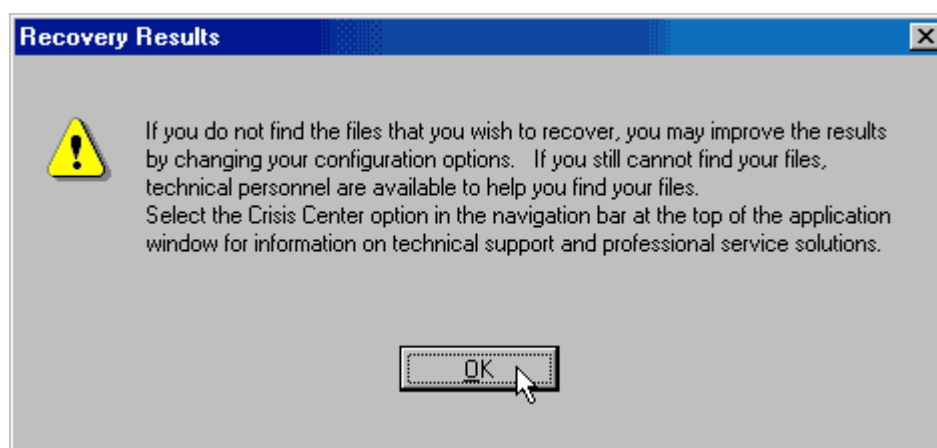 Recovery Results
If you do not find the files that you wish to recover, you may improve the results
by changing your configuration options.   If you still cannot find your files,
technical personnel are available to help you find your files.
Select the Crisis Center option in the navigation bar at the top of the application
window for information on technical support and professional service solutions.
OK